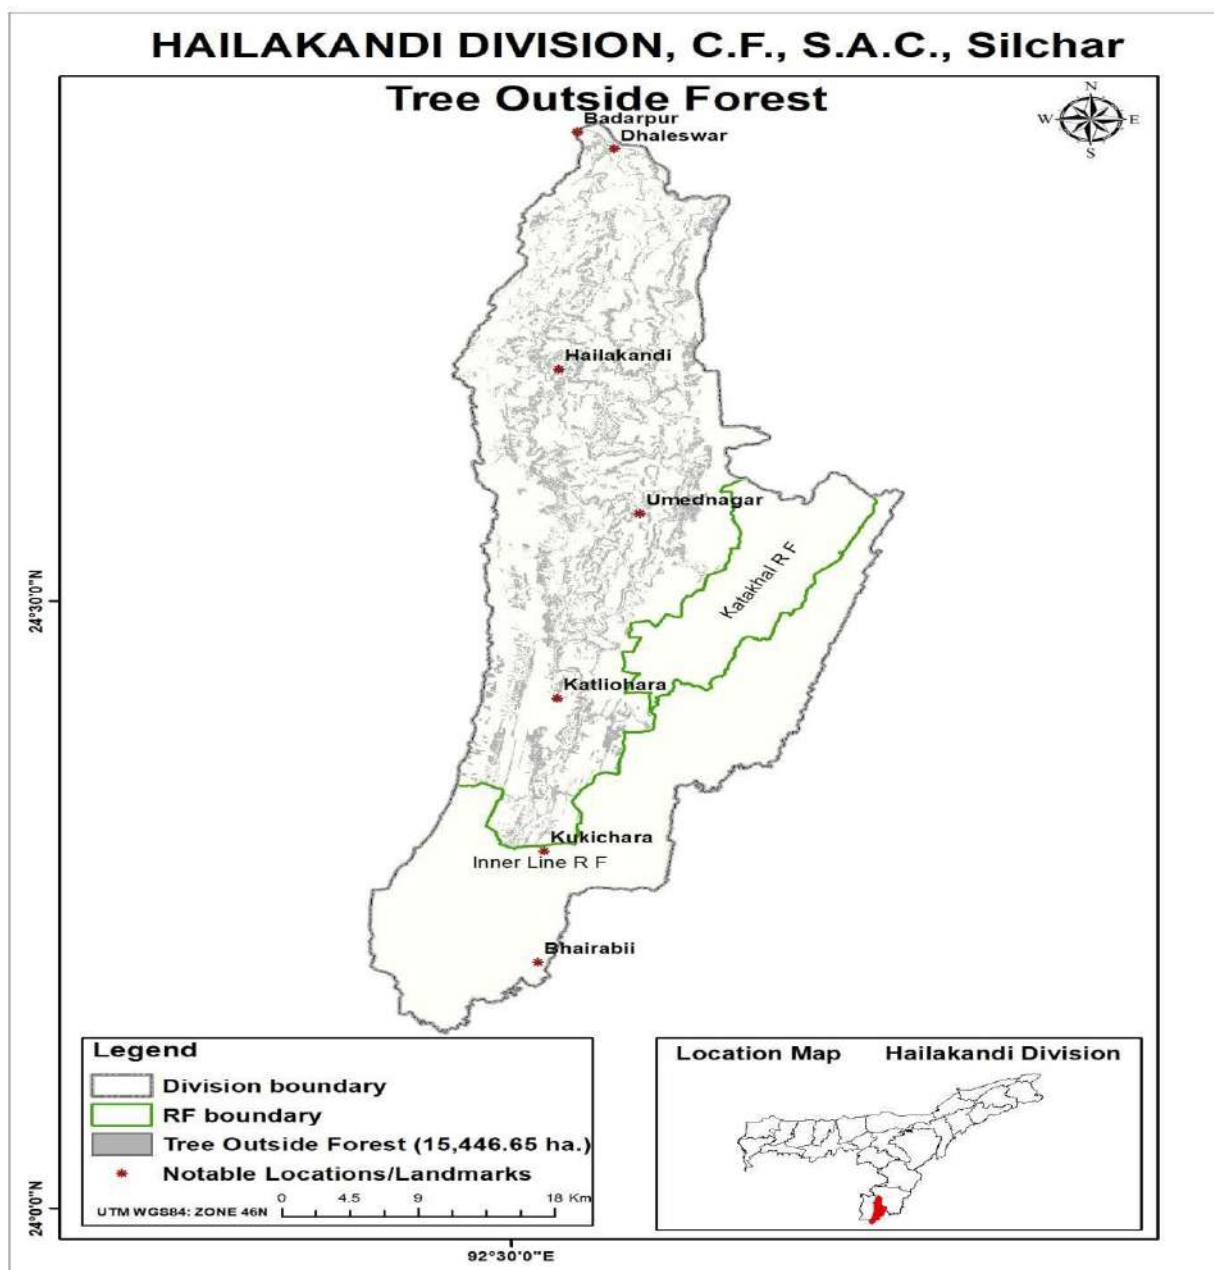 HAILAKANDI DIVISION, C.F., S.A.C., Silchar
Tree Outside Forest
N
W E
S
Badarpur
Dhaleswar
Hailakandi
Umednagar
Katakhal R F
24°30'0"N
Katliohara
Kukichara
Inner Line R F
Bhairabii
Legend
Division boundary
RF boundary
Tree Outside Forest (15,446.65 ha.)
Notable Locations/Landmarks
0 4.5 9 18 Km
UTM WGS84: ZONE 46N
Location Map Hailakandi Division
24°0'0"N
92°30'0"E